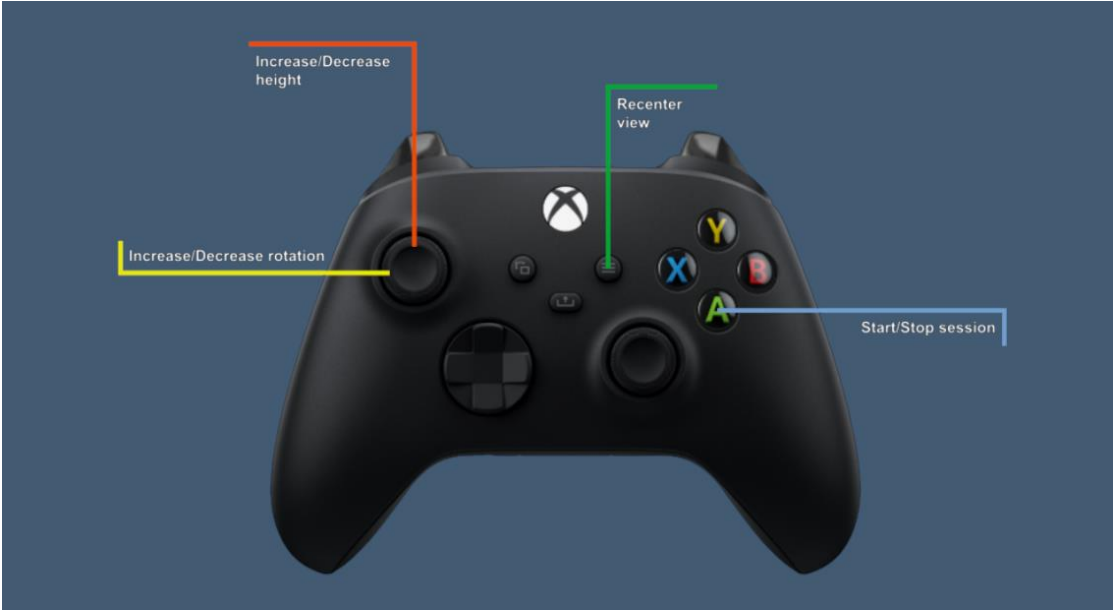 Increase/Decrease
height
Recenter
view
Y
Increase/Decrease rotation
X
B
A
Start/Stop session